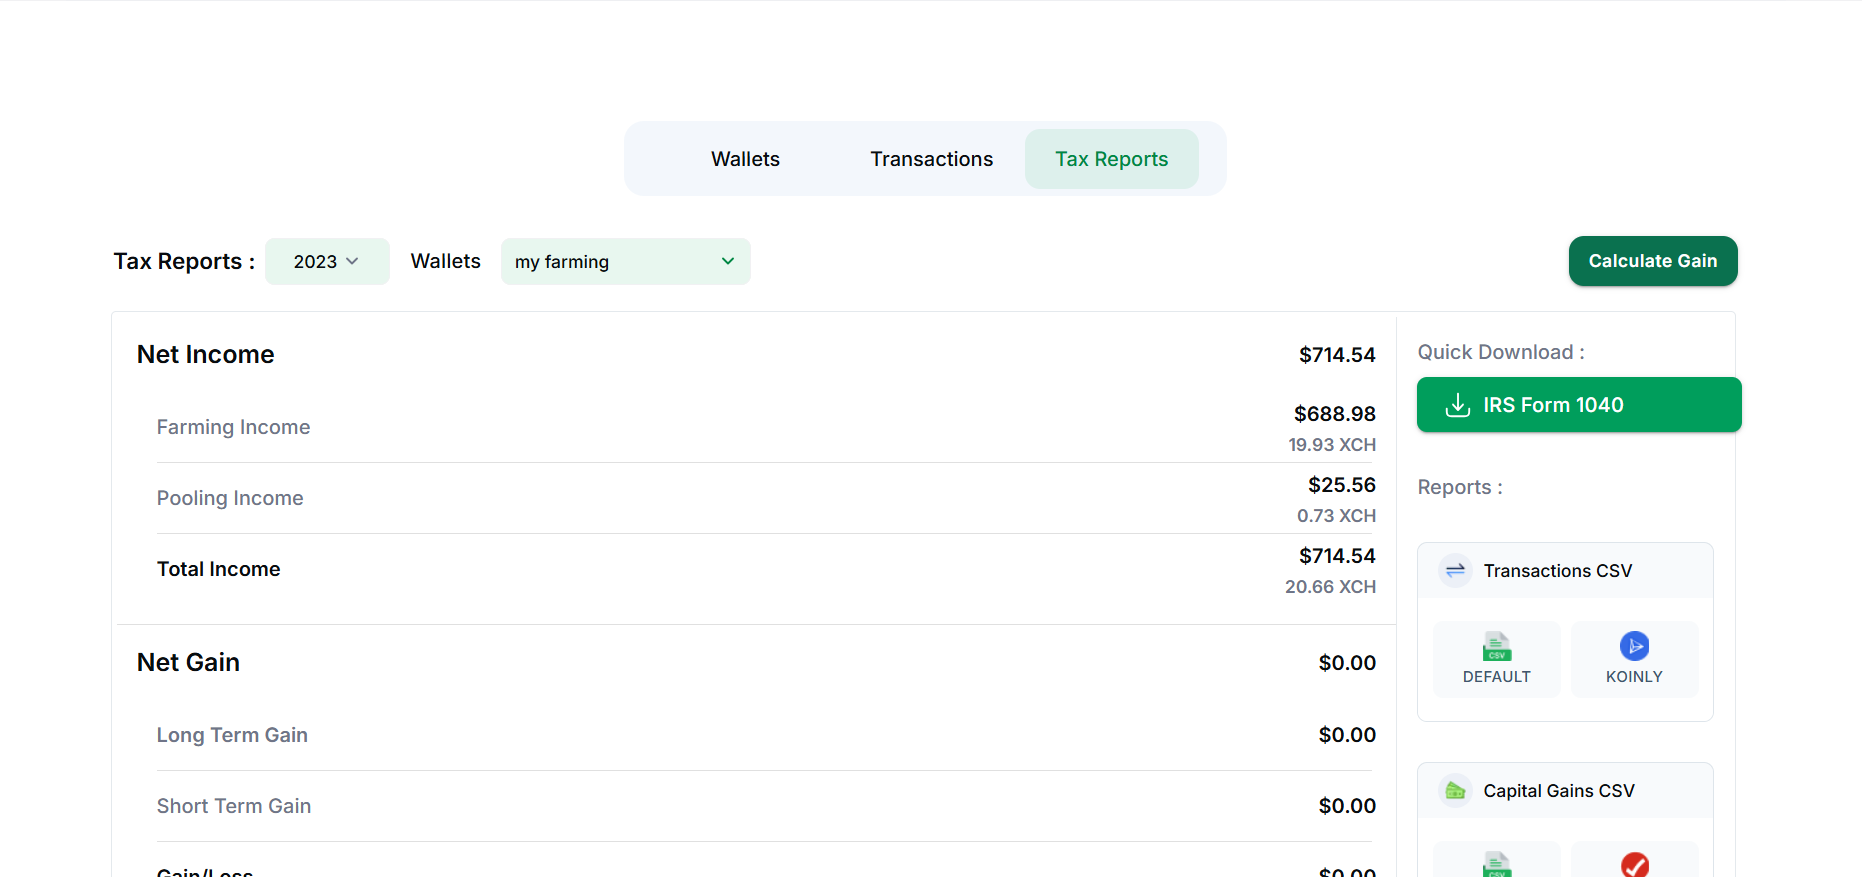 Wallets Transactions Tax Reports
Tax Reports : 2023 Wallets my farming Calculate Gain
Net Income $714.54
Farming Income $688.98
19.93 XCH
Pooling Income $25.56
0.73 XCH
Total Income $714.54
20.66 XCH
Net Gain $0.00
Long Term Gain $0.00
Short Term Gain $0.00
Gain/Loss $0.00
Quick Download :
IRS Form 1040
Reports :
Transactions CSV
CSV
DEFAULT KOINLY
Capital Gains CSV
CSV